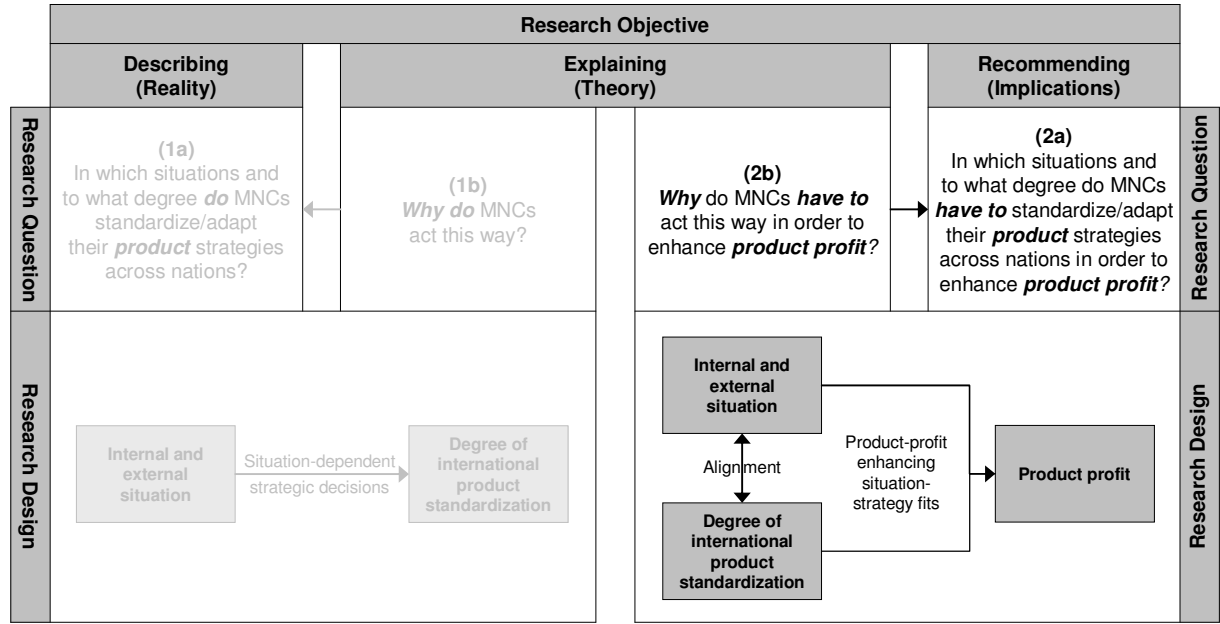 Research Objective
Describing
(Reality)
Explaining
(Theory)
Recommending
(Implications)
Research Question
(1a)
In which situations and
to what degree do MNCs
standardize/adapt
their product strategies
across nations?
(1b)
Why do MNCs
act this way?
(2b)
Why do MNCs have to
act this way in order to
enhance product profit?
(2a)
In which situations and
to what degree do MNCs
have to standardize/adapt
their product strategies
across nations in order to
enhance product profit?
Research Question
Research Design
Internal and
external
situation
Situation-dependent
strategic decisions
Degree of
international
product
standardization
Internal and
external
situation
Alignment
Degree of
international
product
standardization
Product-profit
enhancing
situation-
strategy fits
Product profit
Research Design